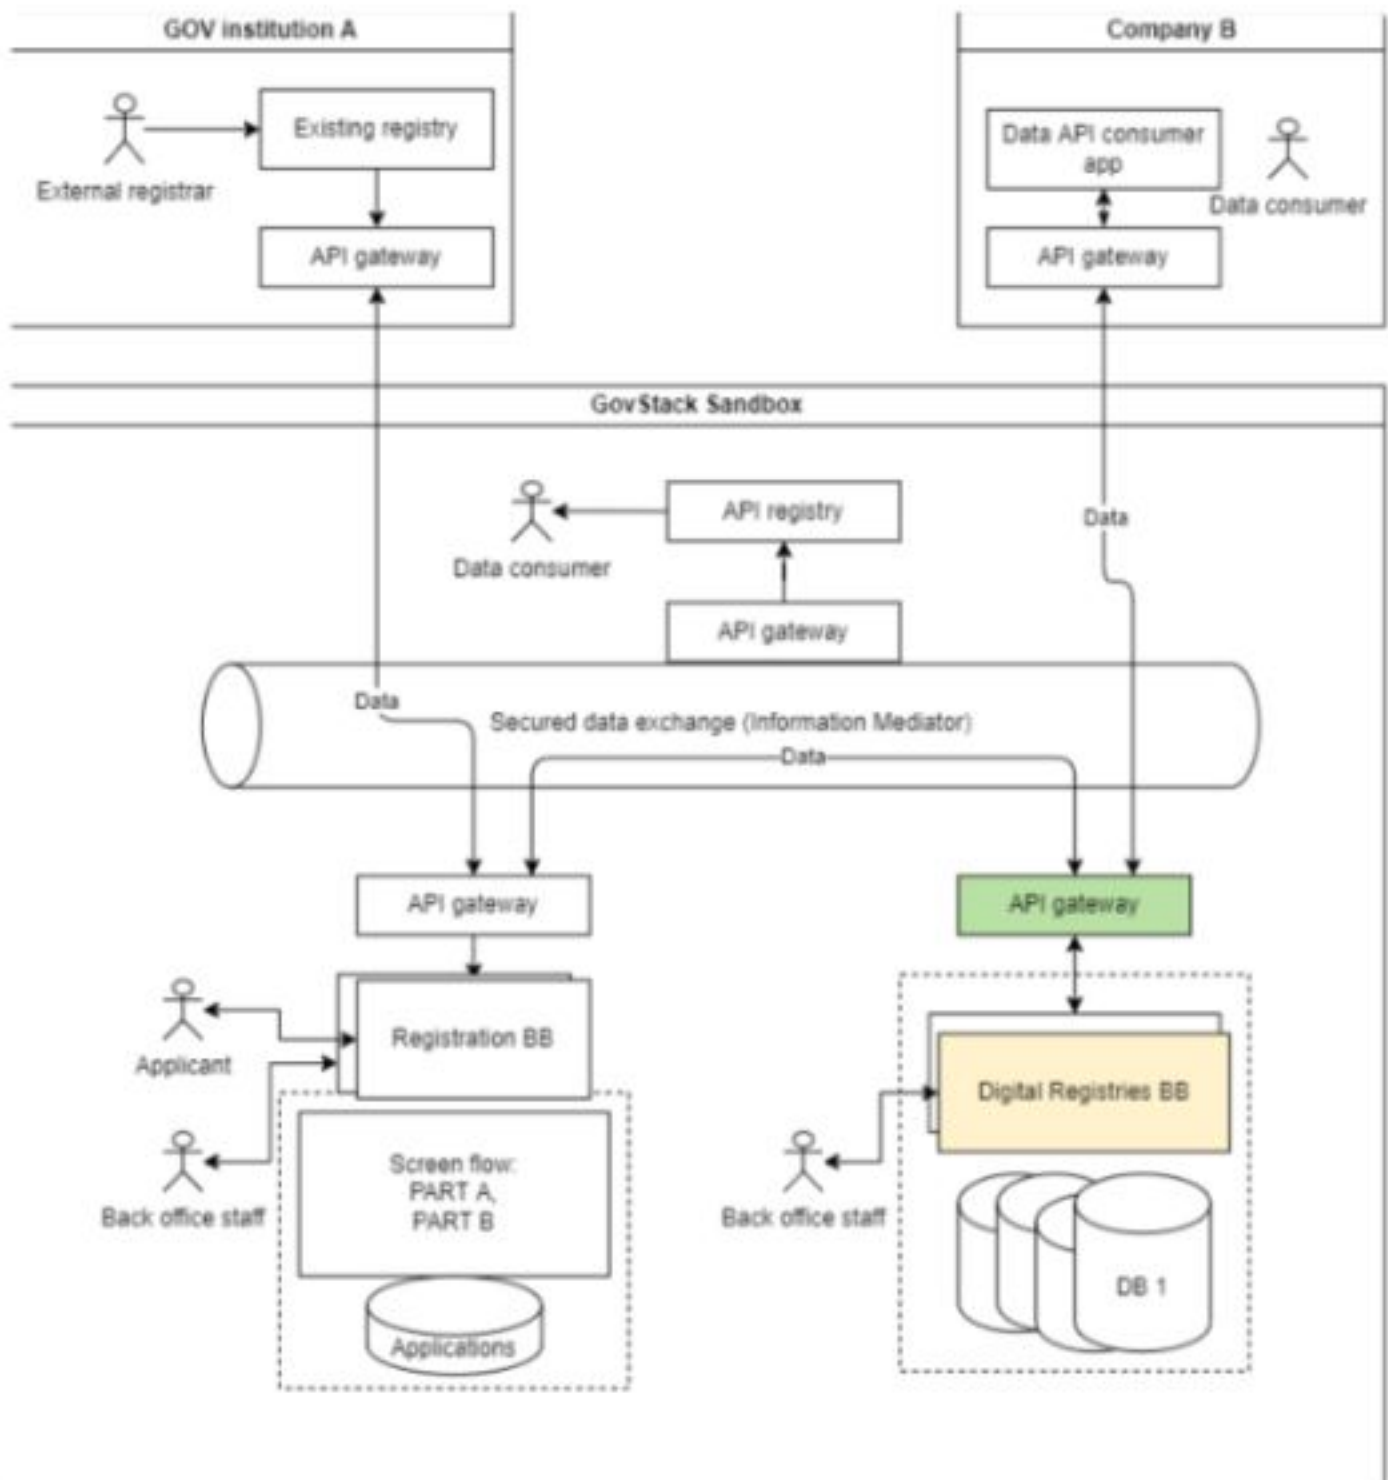 GOV institution A
Company B
Existing registry
External registrar
API gateway
Data API consumer
app
Data consumer
API gateway
GovStack Sandbox
API registry
Data consumer
API gateway
Data
Data
Secured data exchange (Information Mediator)
Data
API gateway
API gateway
Registration BB
Applicant
Back office staff
Screen flow:
PART A,
PART B
Applications
Digital Registries BB
Back office staff
DB 1